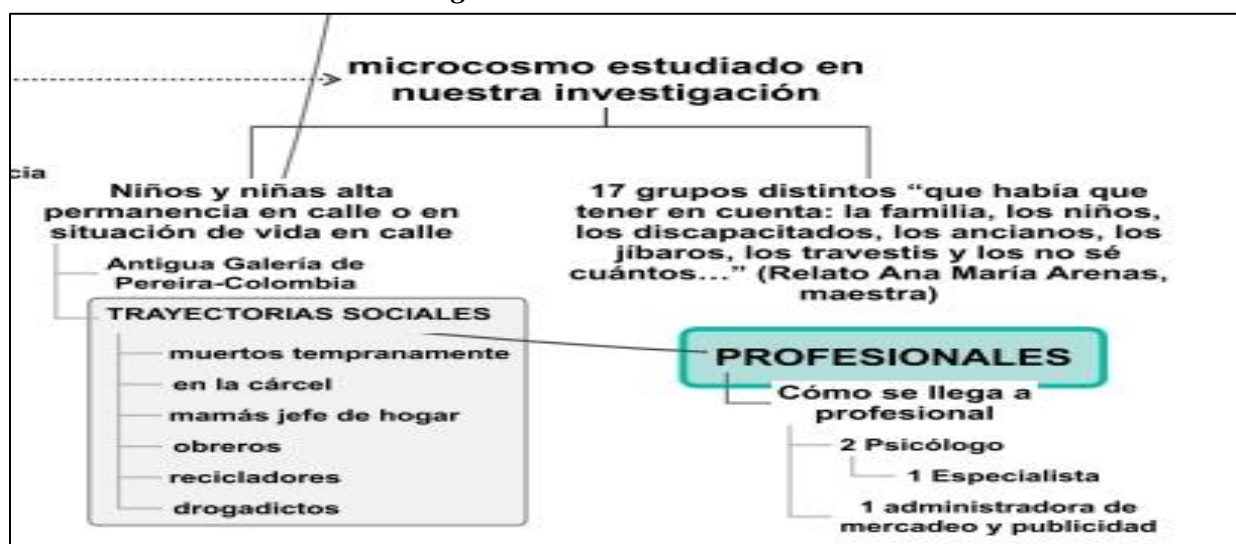 microcosmo estudiado en
nuestra investigación
cia
Niños y niñas alta
permanencia en calle o en
situación de vida en calle
Antigua Galería de
Pereira-Colombia
TRAYECTORIAS SOCIALES
muertos tempranamente
en la cárcel
mamás jefe de hogar
obreros
recicladores
drogadictos
17 grupos distintos “que había que
tener en cuenta: la familia, los niños,
los discapacitados, los ancianos, los
jíbaros, los travestis y los no sé
cuántos...” (Relato Ana María Arenas,
maestra)
PROFESIONALES
Cómo se llega a
profesional
2 Psicólogo
1 Especialista
1 administradora de
mercadeo y publicidad